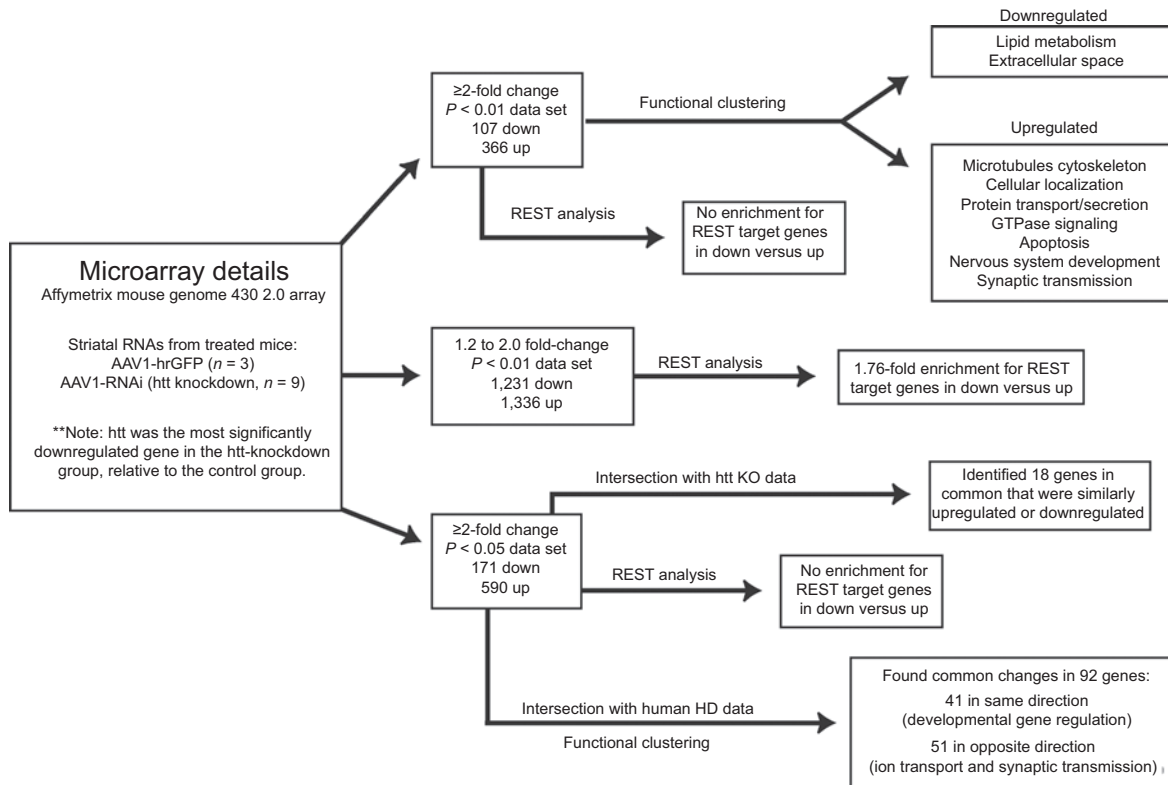 Microarray details
Affymetrix mouse genome 430 2.0 array
Striatal RNAs from treated mice:
AAV1-hrGFP (n = 3)
AAV1-RNAi (htt knockdown, n = 9)
**Note: htt was the most significantly
downregulated gene in the htt-knockdown
group, relative to the control group.
≥2-fold change
P < 0.01 data set
107 down
366 up
Functional clustering
Downregulated
Lipid metabolism
Extracellular space
Upregulated
Microtubules cytoskeleton
Cellular localization
Protein transport/secretion
GTPase signaling
Apoptosis
Nervous system development
Synaptic transmission
REST analysis
No enrichment for
REST target genes
in down versus up
1.2 to 2.0 fold-change
P < 0.01 data set
1,231 down
1,336 up
REST analysis
1.76-fold enrichment for REST
target genes in down versus up
≥2-fold change
P < 0.05 data set
171 down
590 up
Intersection with htt KO data
Identified 18 genes in
common that were similarly
upregulated or downregulated
REST analysis
No enrichment for
REST target genes
in down versus up
Intersection with human HD data
Functional clustering
Found common changes in 92 genes:
41 in same direction
(developmental gene regulation)
51 in opposite direction
(ion transport and synaptic transmission)